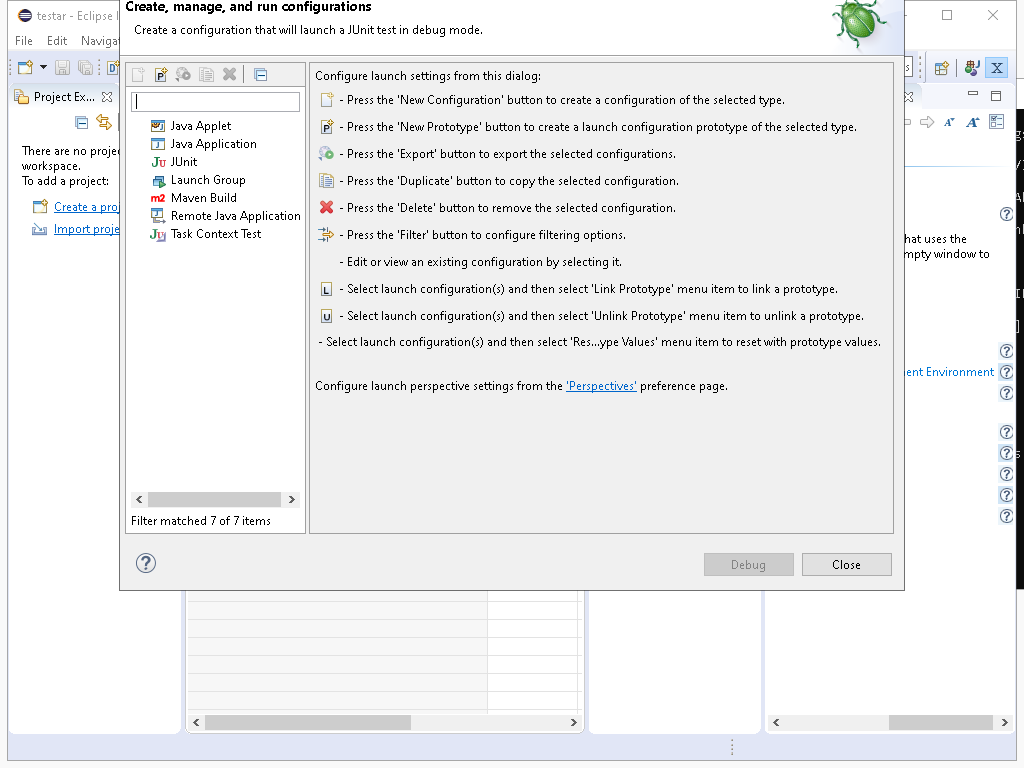 Create, manage, and run configurations
testar - Eclipse
Create a configuration that will launch a JUnit test in debug mode.
File Edit
Project Ex...
Configure launch settings from this dialog:
- Press the 'New Configuration' button to create a configuration of the selected type.
- Press the 'New Prototype' button to create a launch configuration prototype of the selected type.
- Press the 'Export' button to export the selected configurations.
- Press the 'Duplicate' button to copy the selected configuration.
- Press the 'Delete' button to remove the selected configuration.
- Press the 'Filter' button to configure filtering options.
- Edit or view an existing configuration by selecting it.
- Select launch configuration(s) and then select 'Link Prototype' menu item to link a prototype.
- Select launch configuration(s) and then select 'Unlink Prototype' menu item to unlink a prototype.
- Select launch configuration(s) and then select 'Res...ype Values' menu item to reset with prototype values.
Configure launch perspective settings from the 'Perspectives' preference page.
Java Applet
Java Application
JUnit
Launch Group
Maven Build
Remote Java Application
Task Context Test
Filter matched 7 of 7 items
There are no
workspace.
To add a project:
Create a
Import
that uses the
window to
Environment
Debug
Close